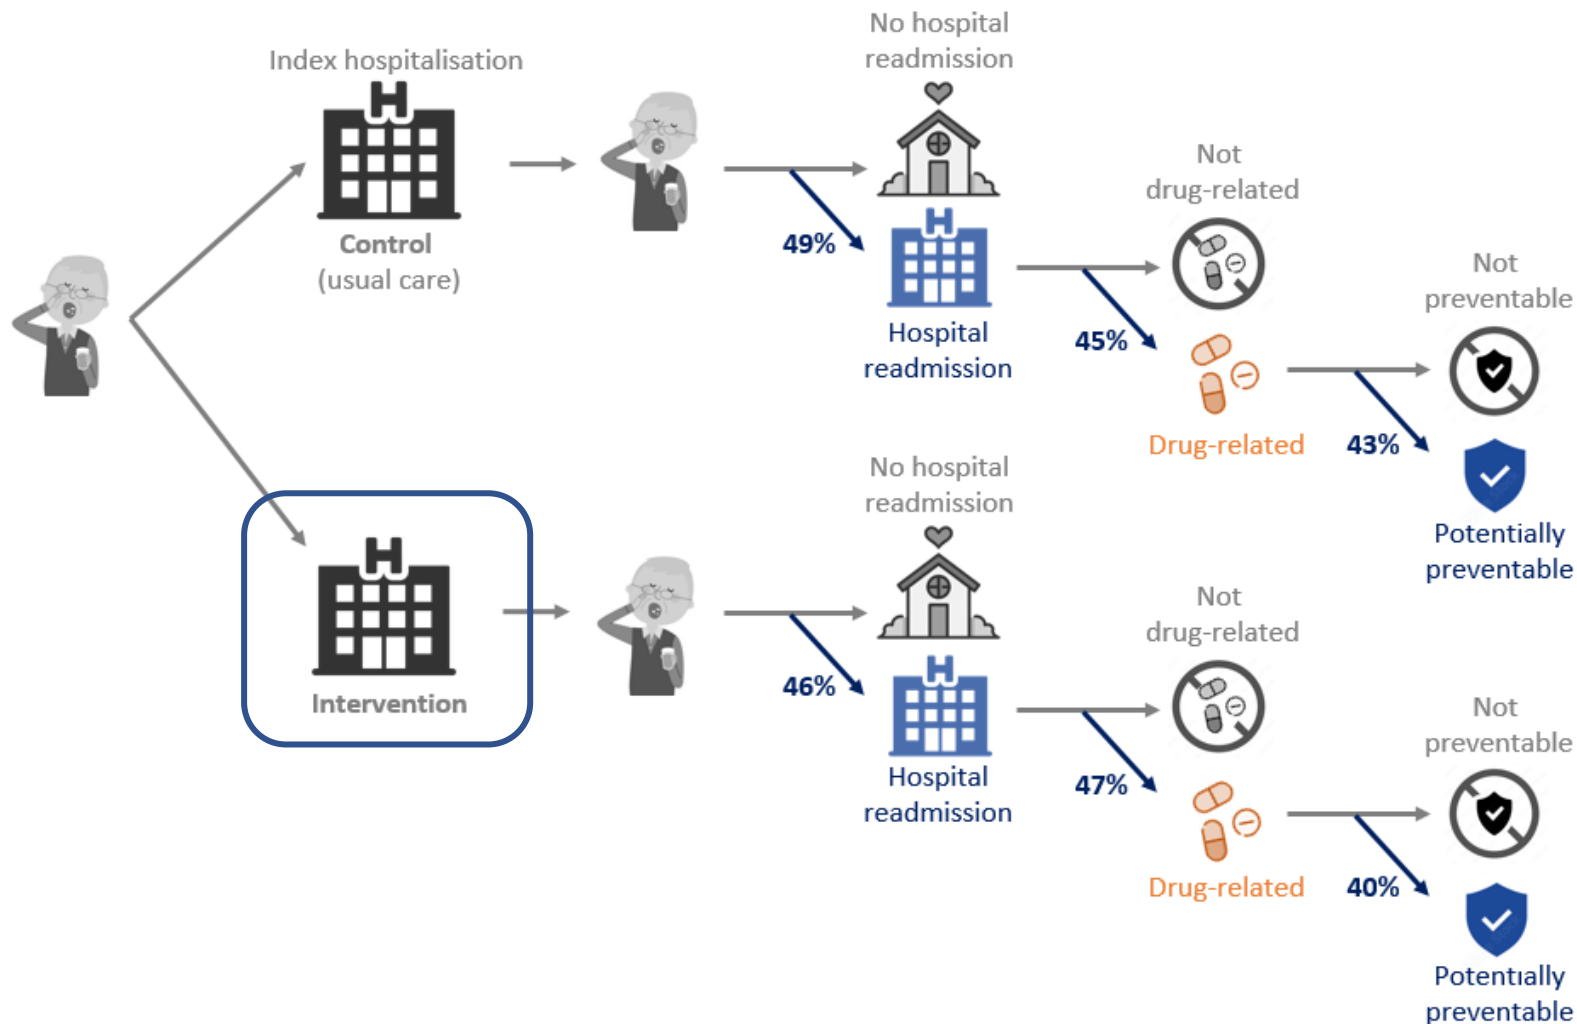 No hospital
readmission
Index hospitalisation
H
Control
(usual care)
49%
H
Hospital
readmission
Not
drug-related
45%
Drug-related
Not
preventable
43%
Potentially
preventable
H
Intervention
No hospital
readmission
46%
H
Hospital
readmission
Not
drug-related
47%
Drug-related
Not
preventable
40%
Potentially
preventable